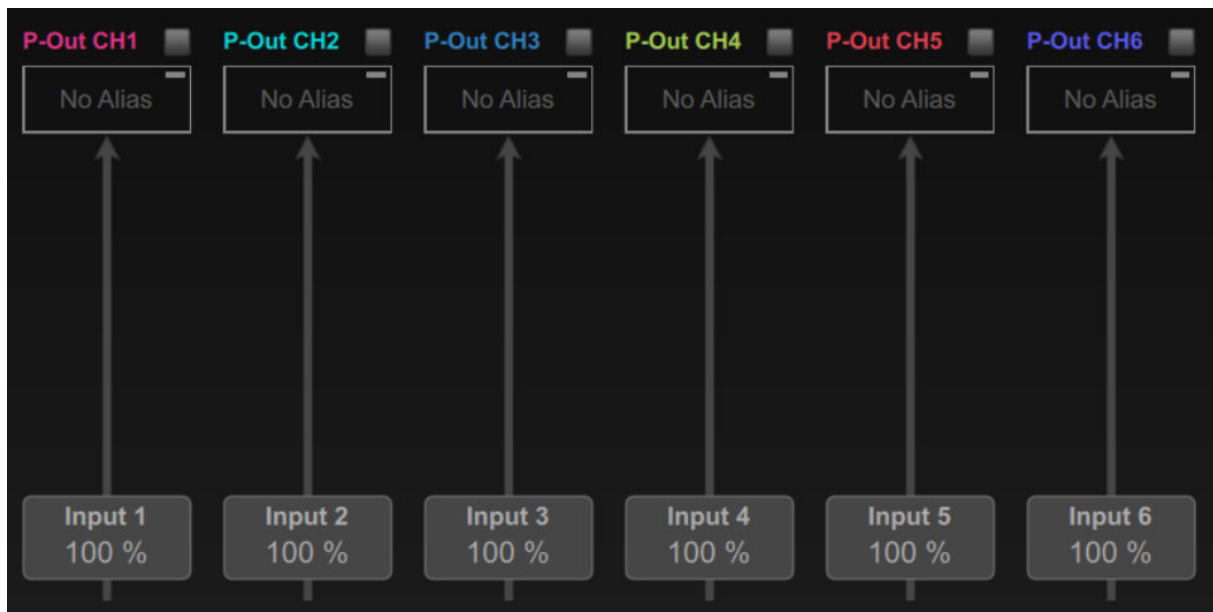 P-Out CH1 P-Out CH2 P-Out CH3 P-Out CH4 P-Out CH5 P-Out CH6
No Alias No Alias No Alias No Alias No Alias No Alias
Input 1 Input 2 Input 3 Input 4 Input 5 Input 6
100 % 100 % 100 % 100 % 100 % 100 %